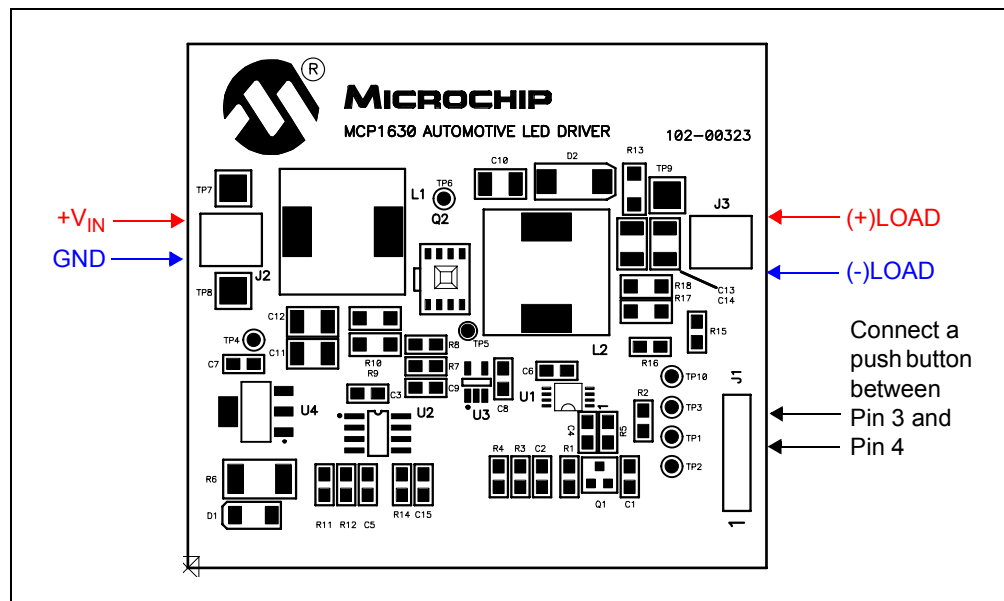 ®
MICROCHIP
MCP1630 AUTOMOTIVE LED DRIVER
102-00323
+VIN
GND
(+)LOAD
(-)LOAD
Connect a
push button
between
Pin 3 and
Pin 4
TP7
J2
TP8
L1
TP6
Q2
C10
D2
R13
TP9
J3
C13
C14
R18
R17
R15
R16
L2
TP5
C12
C11
TP4
C7
R10
R9
R8
R7
C9
C3
U4
U2
U3
C8
U1
C6
1
C4
R5
R2
TP10
TP3
TP1
TP2
J1
1
R6
D1
R11
R12
C5
R14
C15
R4
R3
C2
R1
Q1
C1